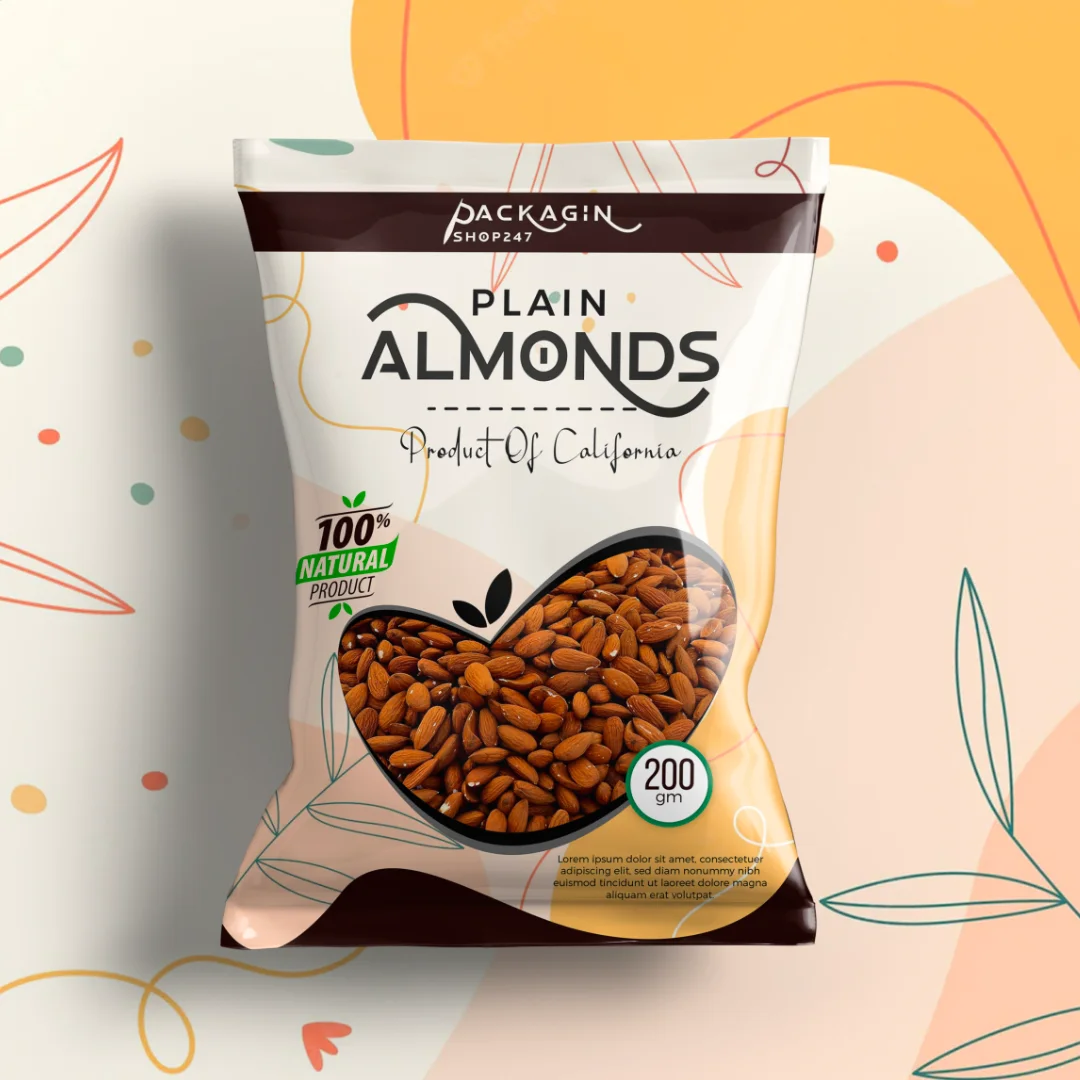 PACKAGIN
SHOP247
PLAIN
ALMONDS
Product Of California
100%
NATURAL
PRODUCT
200
gm
Lorem ipsum dolor sit amet, consectetuer
adipiscing elit, sed diam nonummy nibh
euismod tincidunt ut laoreet dolore magna
aliquam erat volutpat.